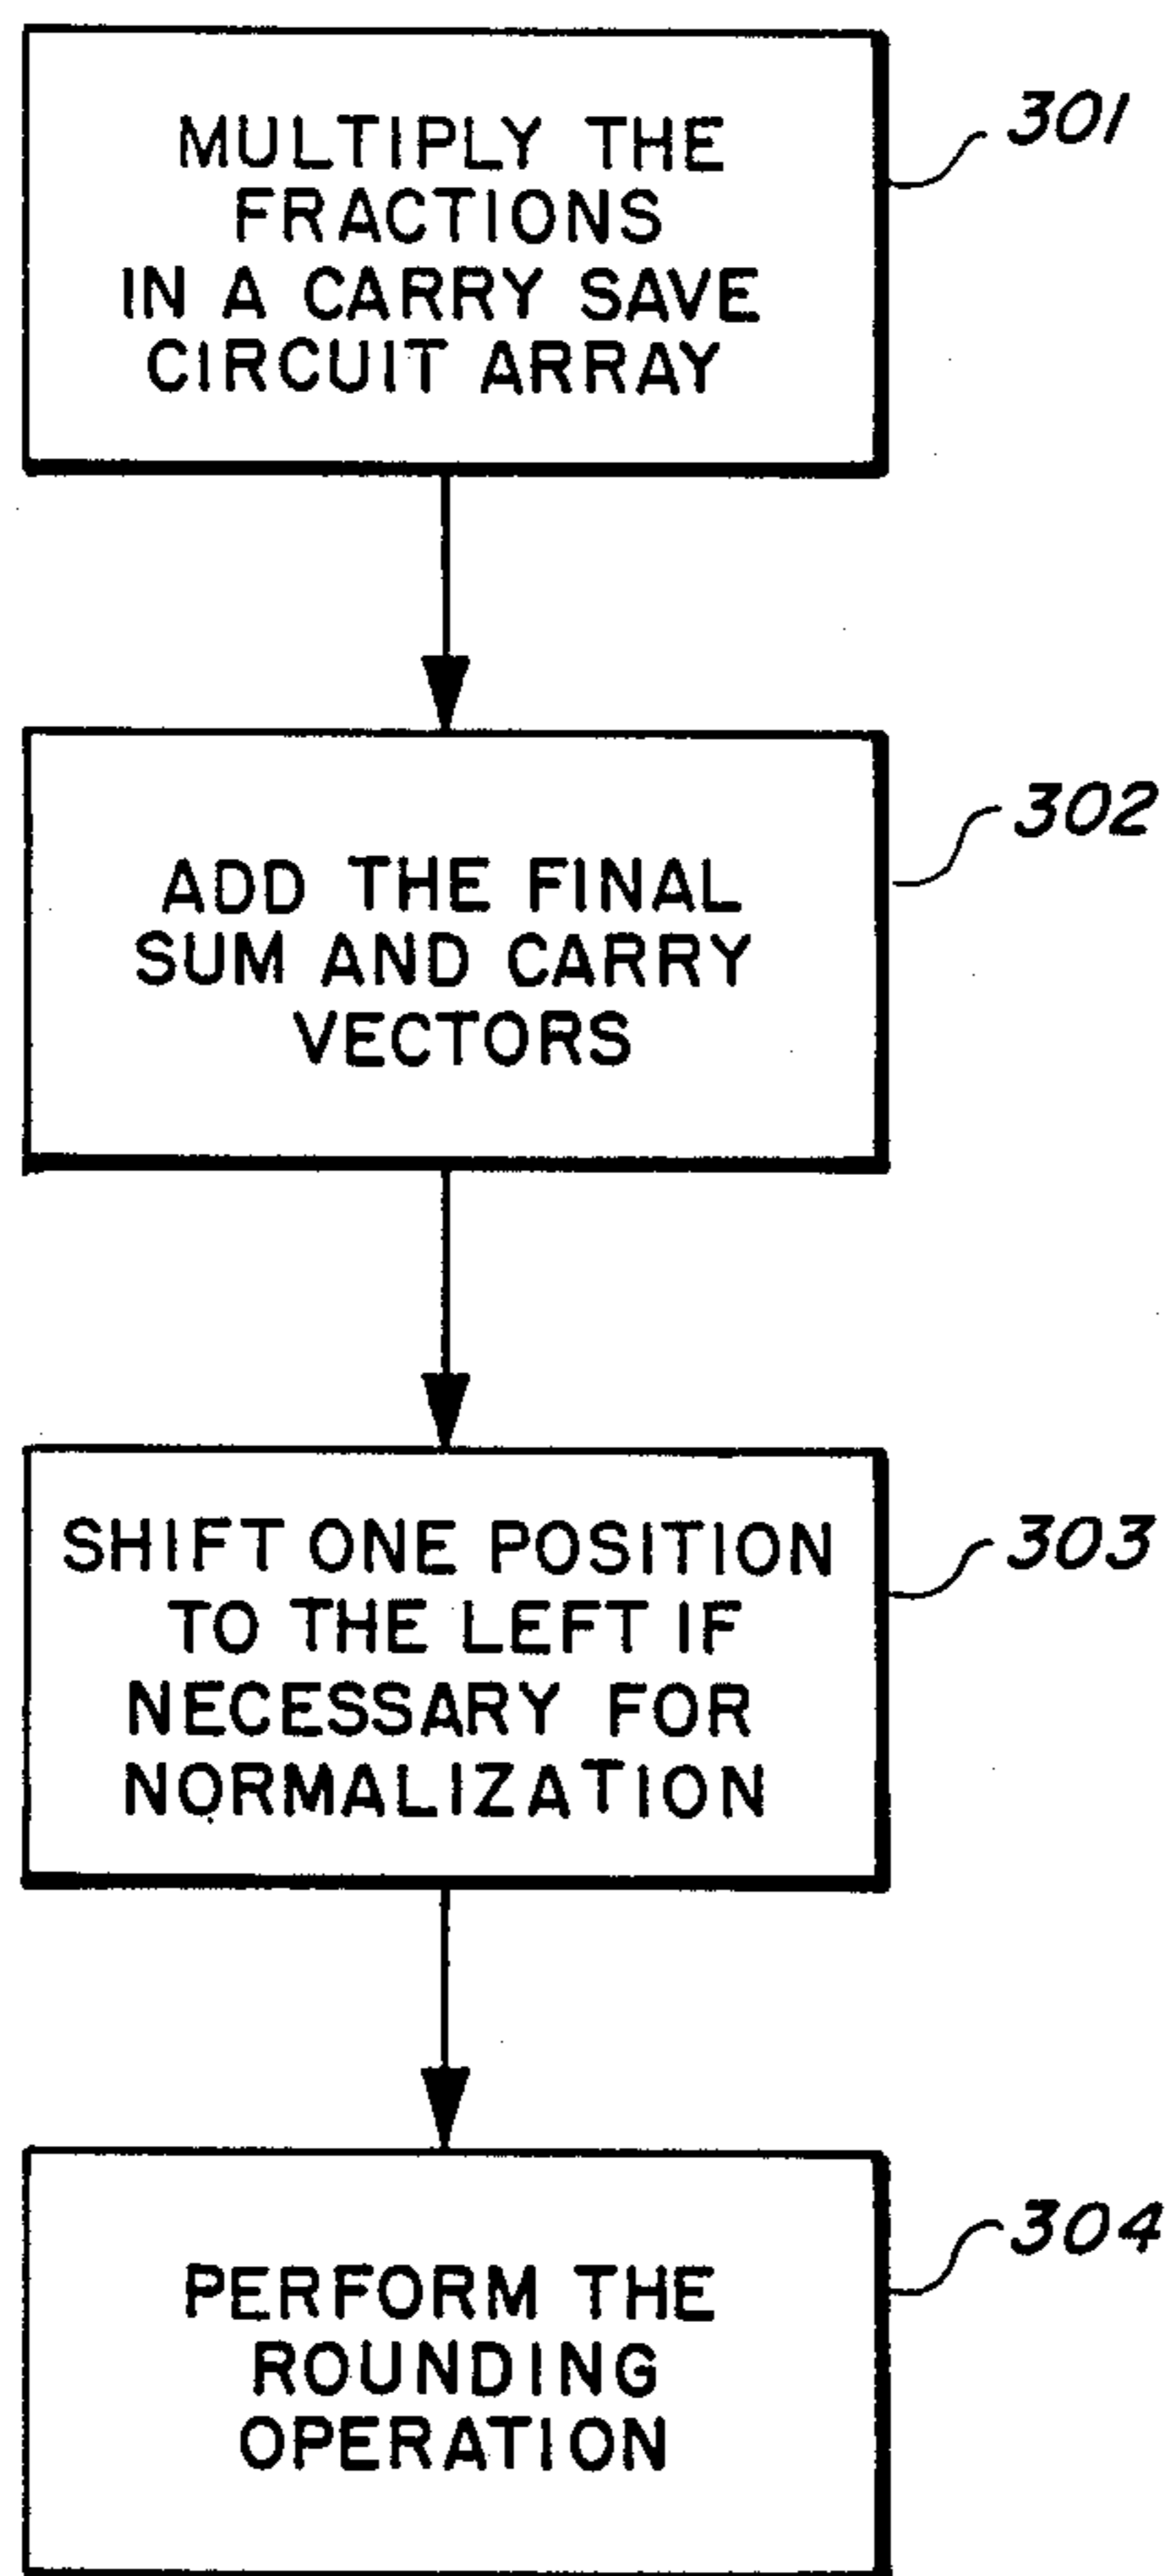 MULTIPLY THE
FRACTIONS
IN A CARRY SAVE
CIRCUIT ARRAY
301
ADD THE FINAL
SUM AND CARRY
VECTORS
302
SHIFT ONE POSITION
TO THE LEFT IF
NECESSARY FOR
NORMALIZATION
303
PERFORM THE
ROUNDING
OPERATION
304